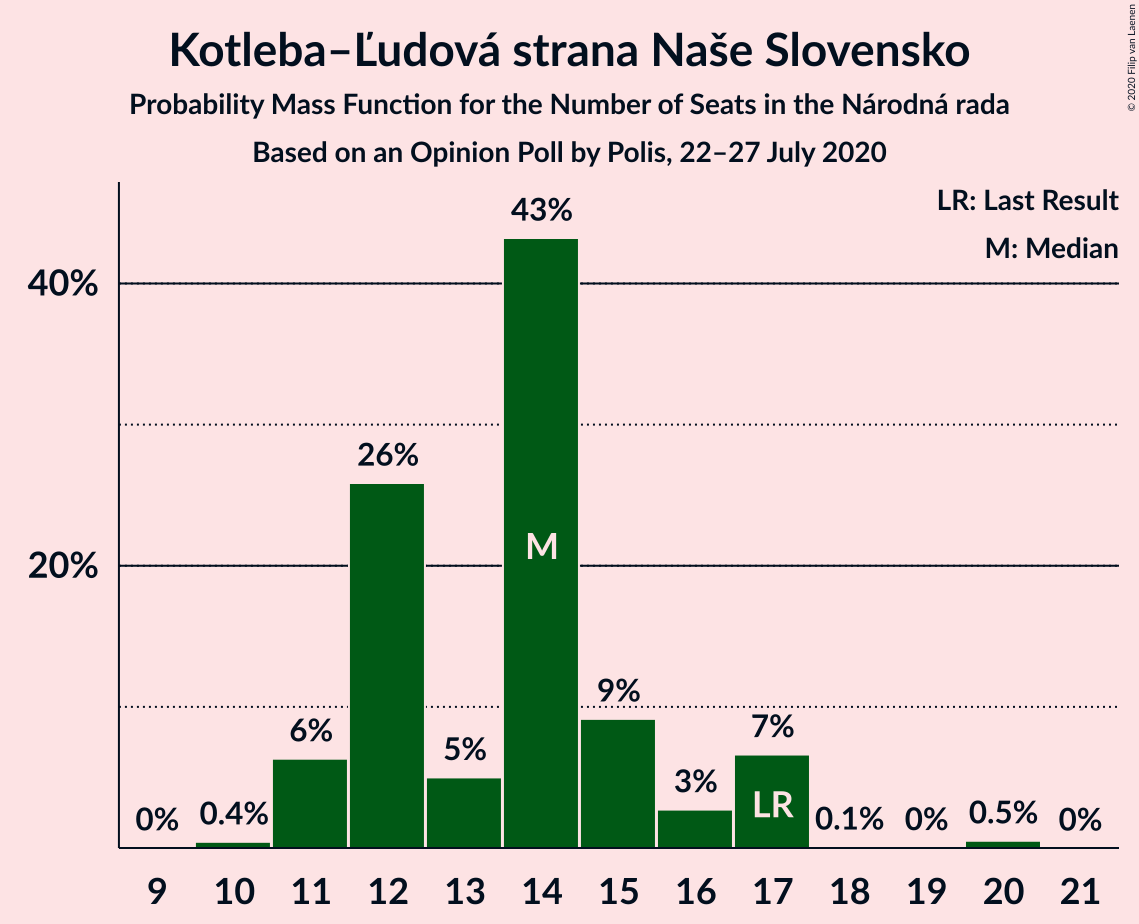 Kotleba–Ľudová strana Naše Slovensko
Probability Mass Function for the Number of Seats in the Národná rada
Based on an Opinion Poll by Polis, 22–27 July 2020
© 2020 Filip van Laenen
LR: Last Result
M: Median
40%
20%
0%
0.4%
6%
26%
5%
43%
9%
3%
7%
0.1%
0%
0.5%
0%
M
LR
9 10 11 12 13 14 15 16 17 18 19 20 21